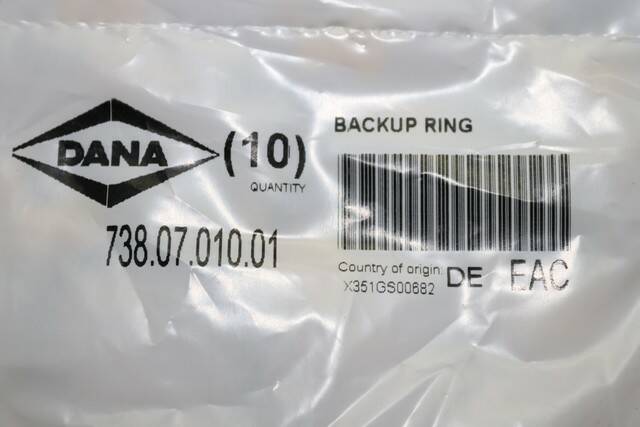 DANA
(10)
QUANTITY
738.07.010.01
BACKUP RING
Country of origin: DE EAC
X351GS00682